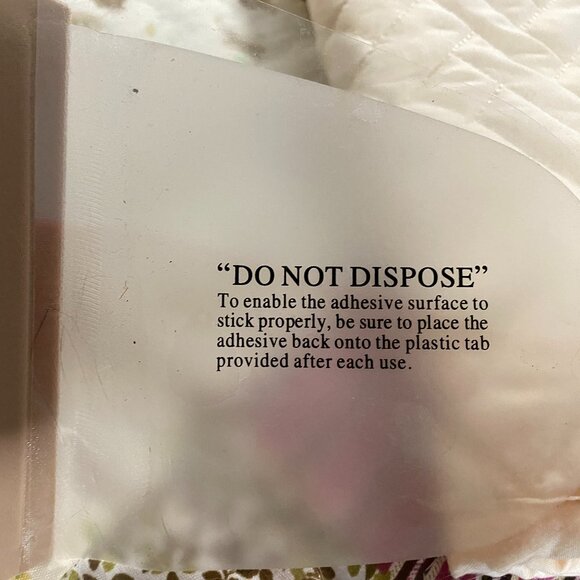 “DO NOT DISPOSE”
To enable the adhesive surface to
stick properly, be sure to place the
adhesive back onto the plastic tab
provided after each use.